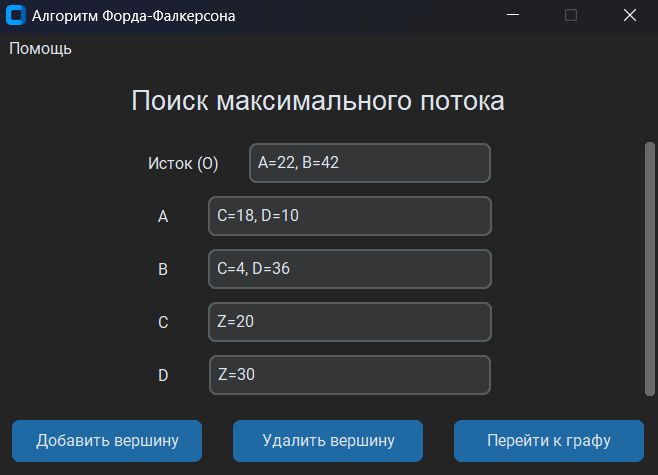 Алгоритм Форда-Фалкерсона
Помощь
Поиск максимального потока
Исток (O) A=22, B=42
A C=18, D=10
B C=4, D=36
C Z=20
D Z=30
Добавить вершину Удалить вершину Перейти к графу